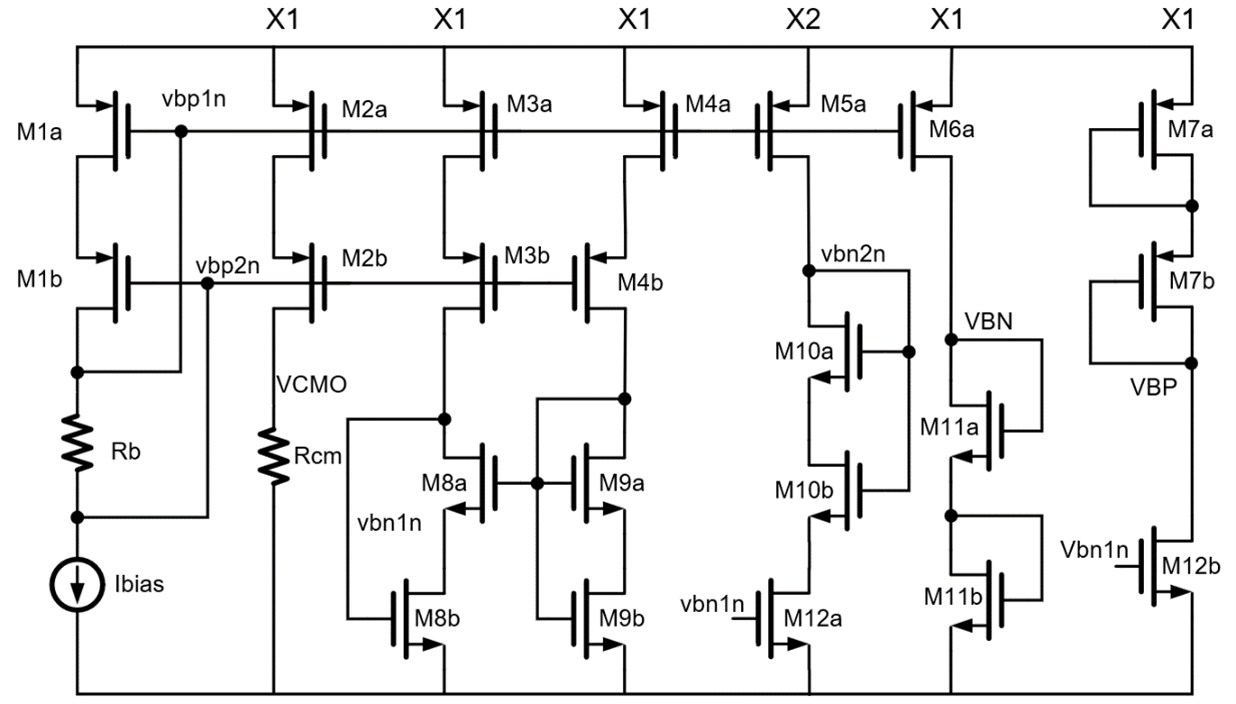 X1 X1 X1 X2 X1 X1
vbp1n
M1a
M2a
M3a
M4a
M5a
M6a
M7a
M1b
vbp2n
M2b
M3b
M4b
vbn2n
M7b
VBN
M10a
VCMO
VBP
Rb
Rcm
M8a
M9a
M11a
M10b
vbn1n
Vbn1n
M12b
Ibias
M8b
M9b
vbn1n
M12a
M11b